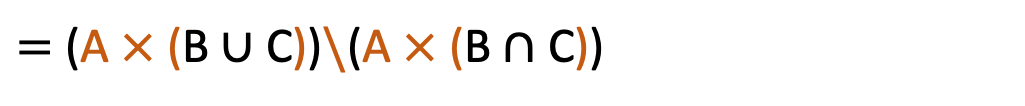 = (A × (B ∪ C))\(A × (B ∩ C))